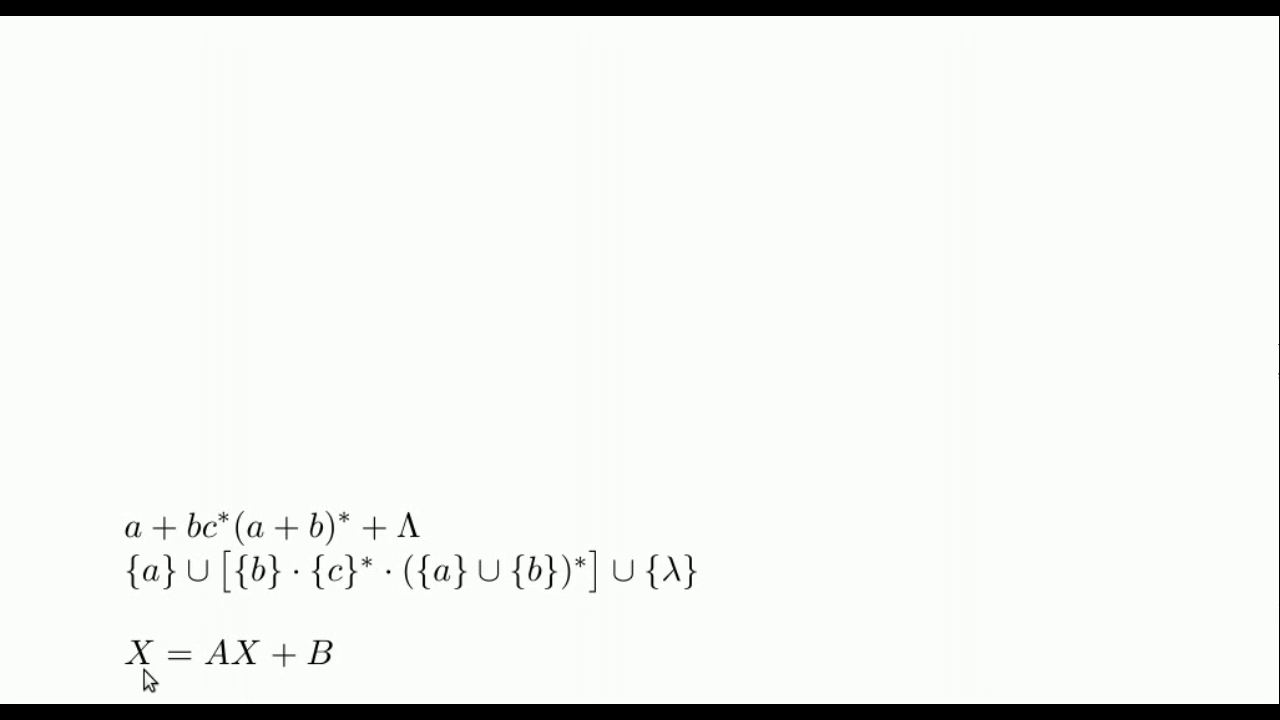 a + bc*(a + b)* + Λ
{a} ∪ [{b} · {c}* · ({a} ∪ {b})*] ∪ {λ}
X = AX + B